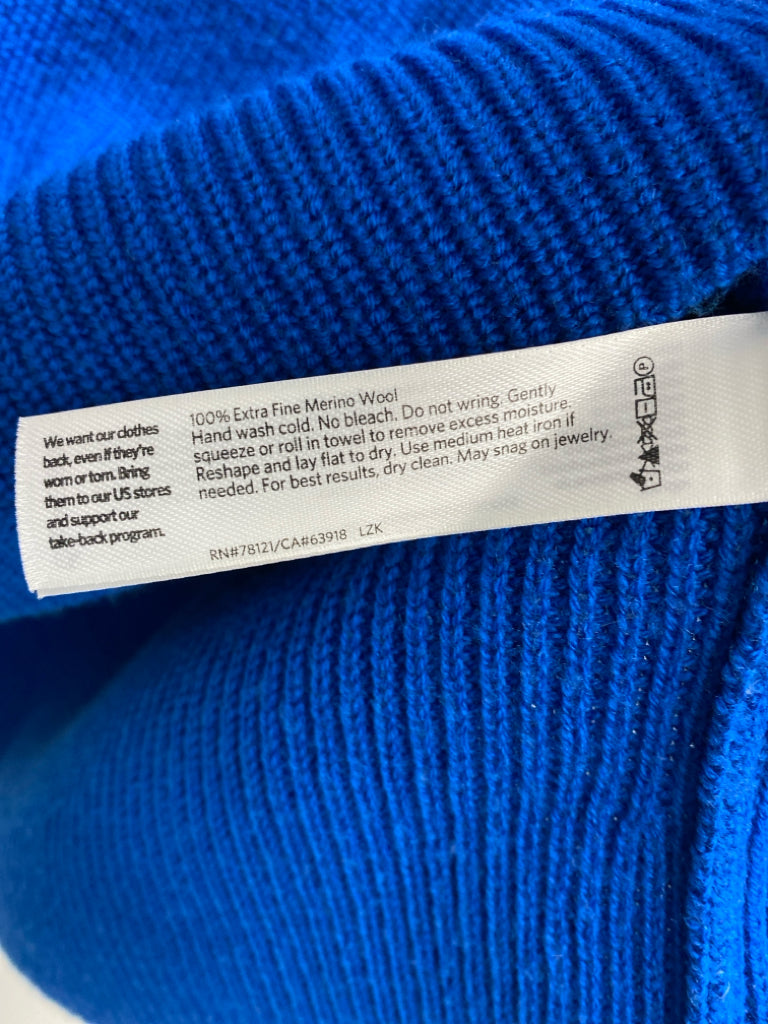 We want our clothes
back, even if they're
worn or torn. Bring
them to our US stores
and support our
take-back program.
100% Extra Fine Merino Wool
Hand wash cold. No bleach. Do not wring. Gently
squeeze or roll in towel to remove excess moisture.
Reshape and lay flat to dry. Use medium heat iron if
needed. For best results, dry clean. May snag on jewelry.
RN#78121/CA#63918 LZK
P